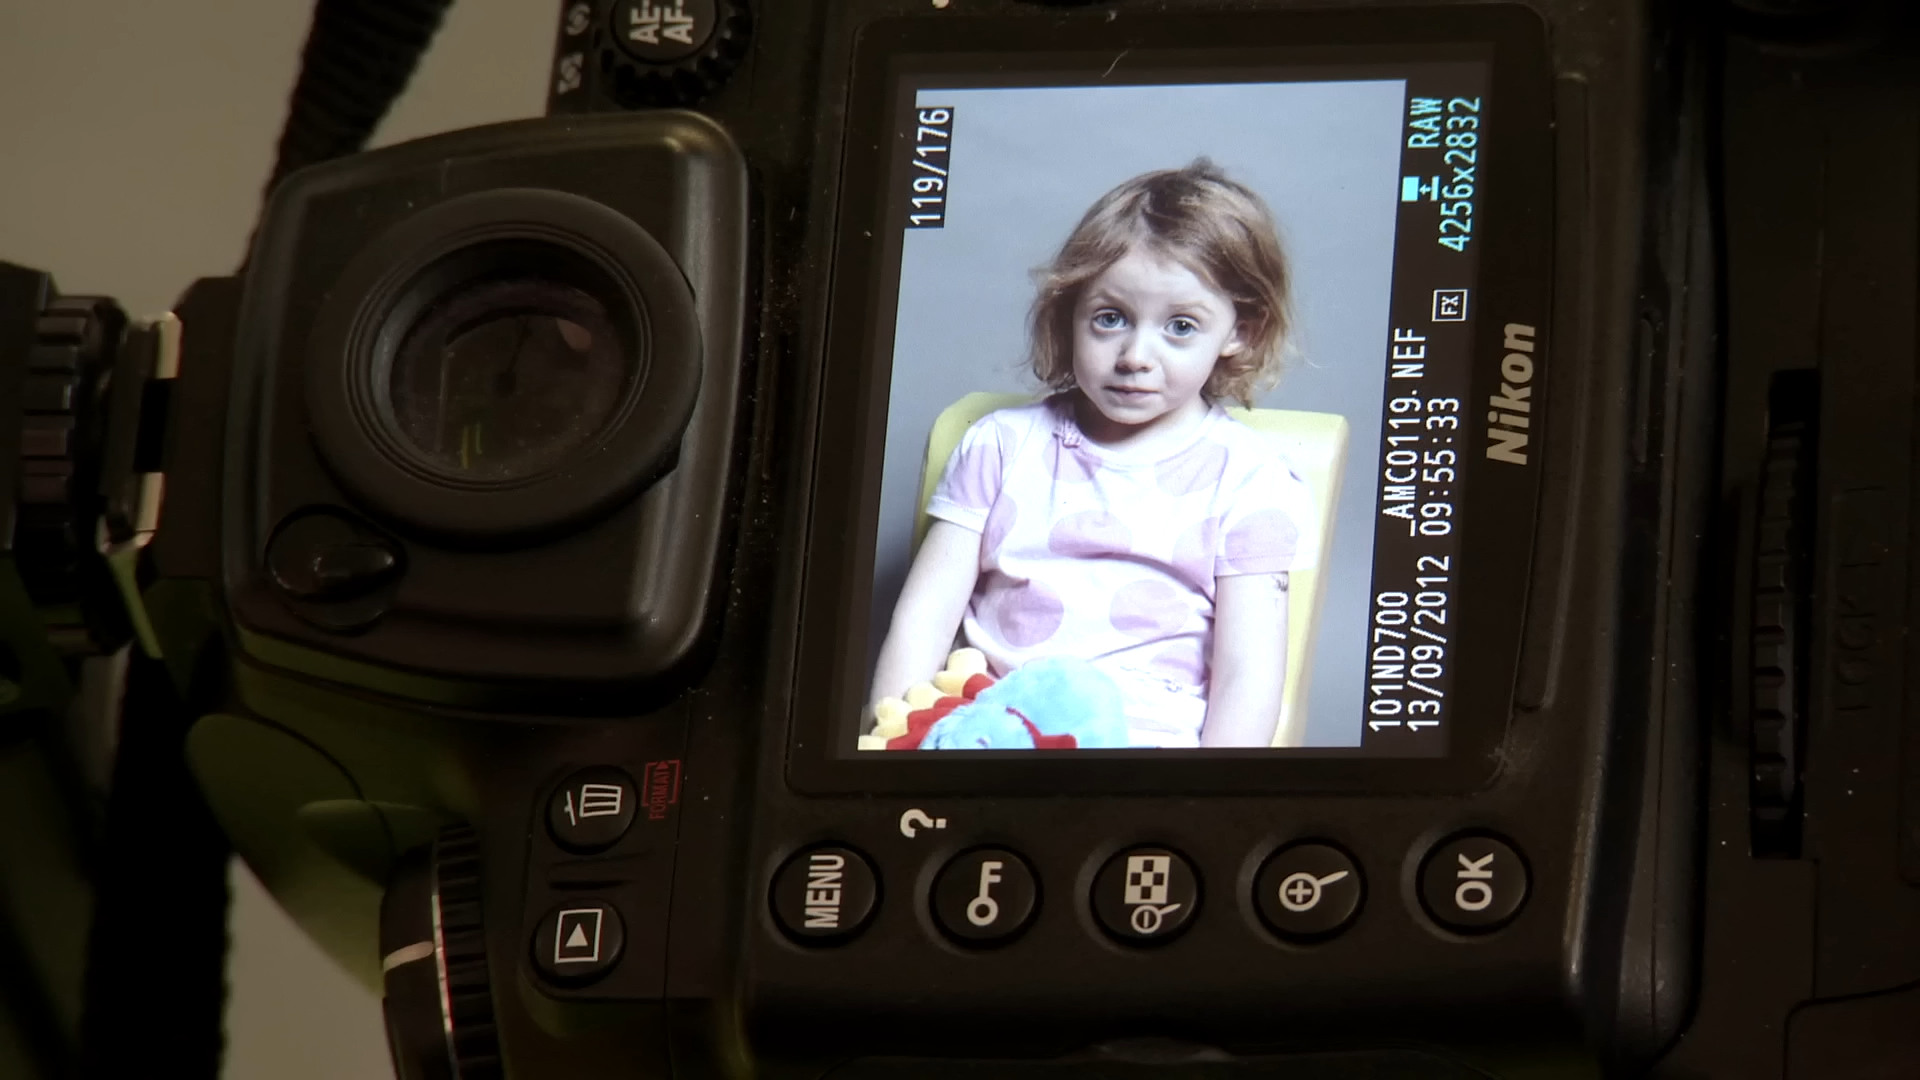 AE-
AF-
119/176
RAW
4256x2832
FX
101ND700 _AMC0119.NEF
13/09/2012 09:55:33
Nikon
FORMAT
?
MENU
OK
LOCK